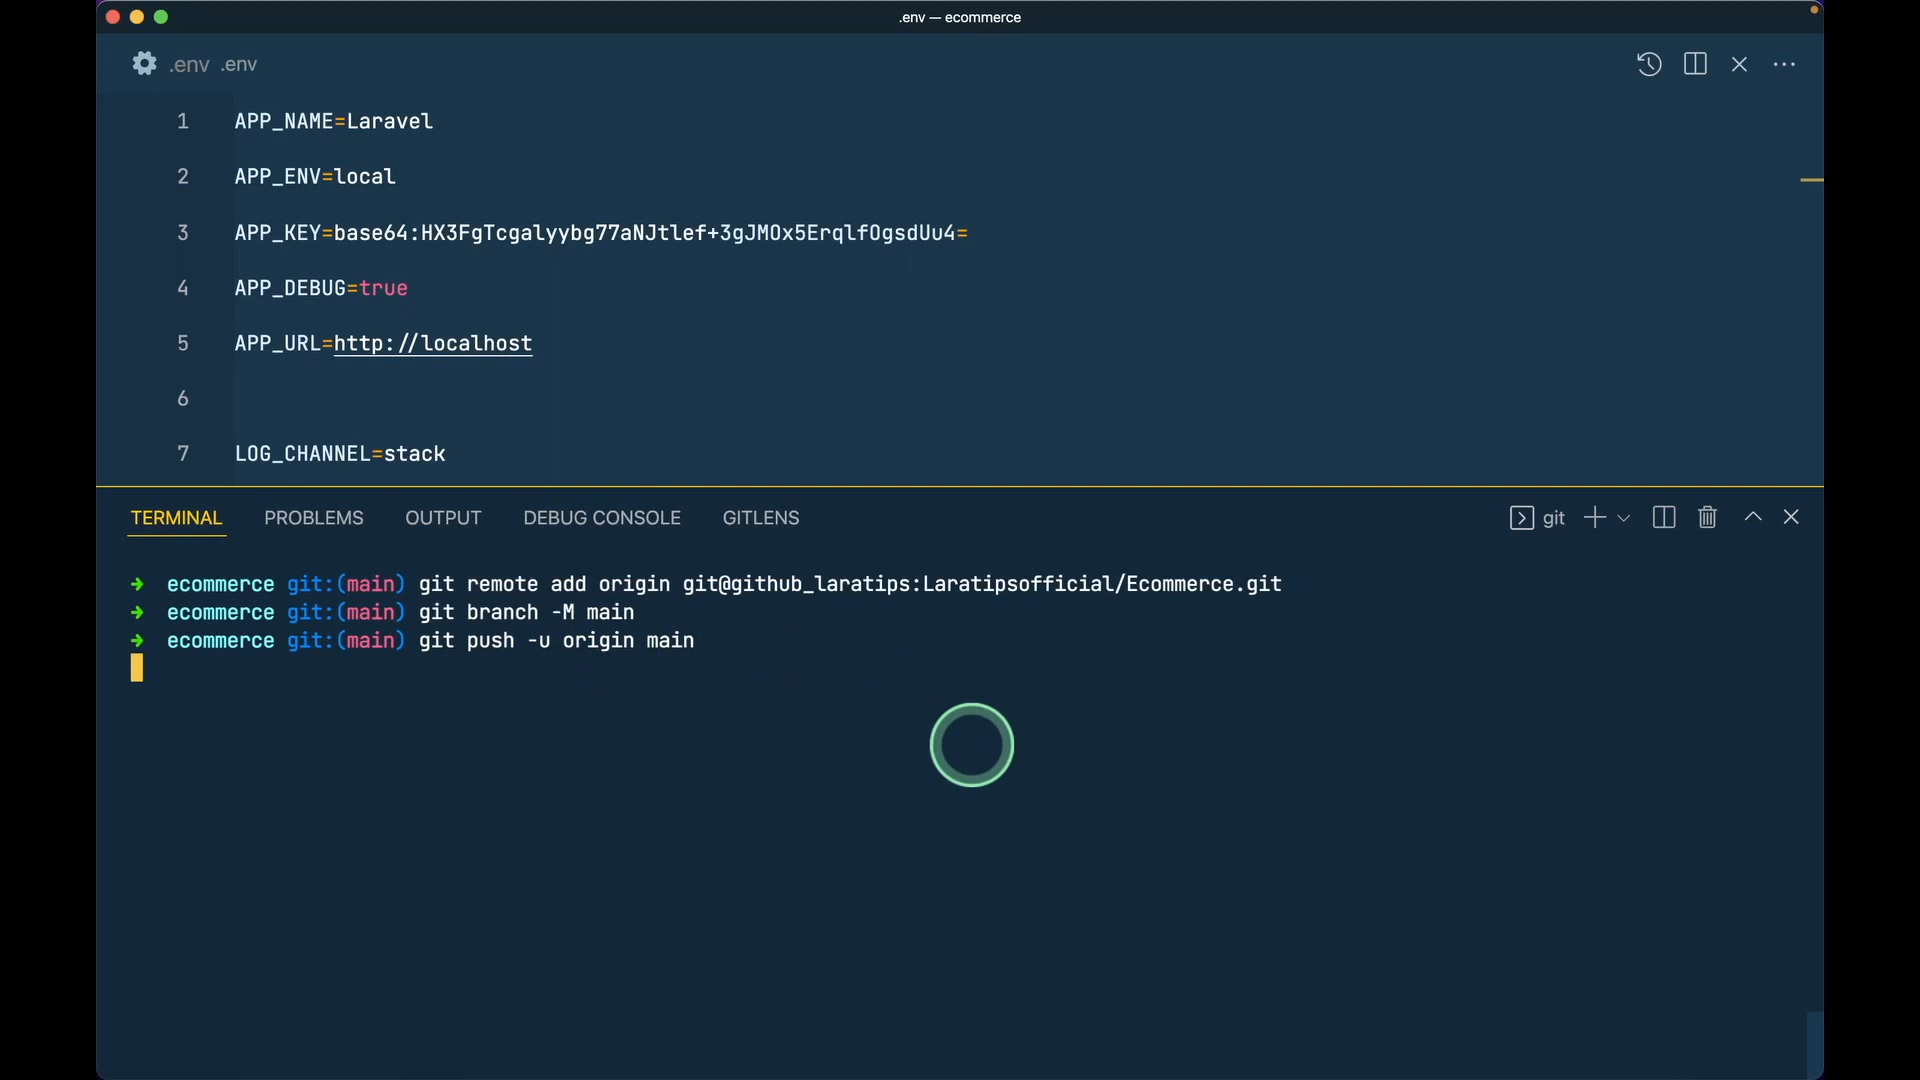 .env — ecommerce
.env .env
1 APP_NAME=Laravel
2 APP_ENV=local
3 APP_KEY=base64:HX3FgTcgalyybg77aNJtlef+3gJMOx5ErqlfOgsdUu4=
4 APP_DEBUG=true
5 APP_URL=http://localhost
6
7 LOG_CHANNEL=stack
TERMINAL PROBLEMS OUTPUT DEBUG CONSOLE GITLENS git
➜ ecommerce git:(main) git remote add origin git@github_laratips:Laratipsofficial/Ecommerce.git
➜ ecommerce git:(main) git branch -M main
➜ ecommerce git:(main) git push -u origin main